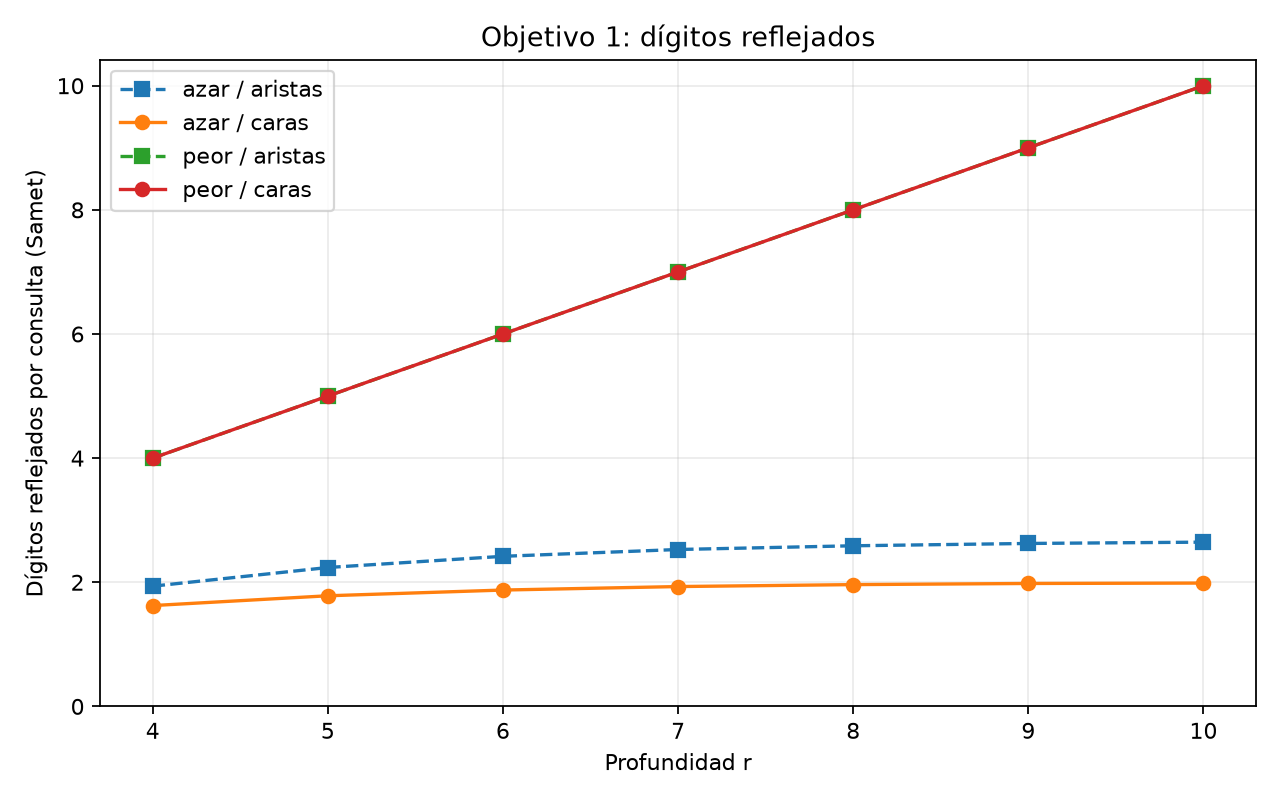 Objetivo 1: dígitos reflejados
azar / aristas
azar / caras
peor / aristas
peor / caras
Dígitos reflejados por consulta (Samet)
10
8
6
4
2
0
4 5 6 7 8 9 10
Profundidad r